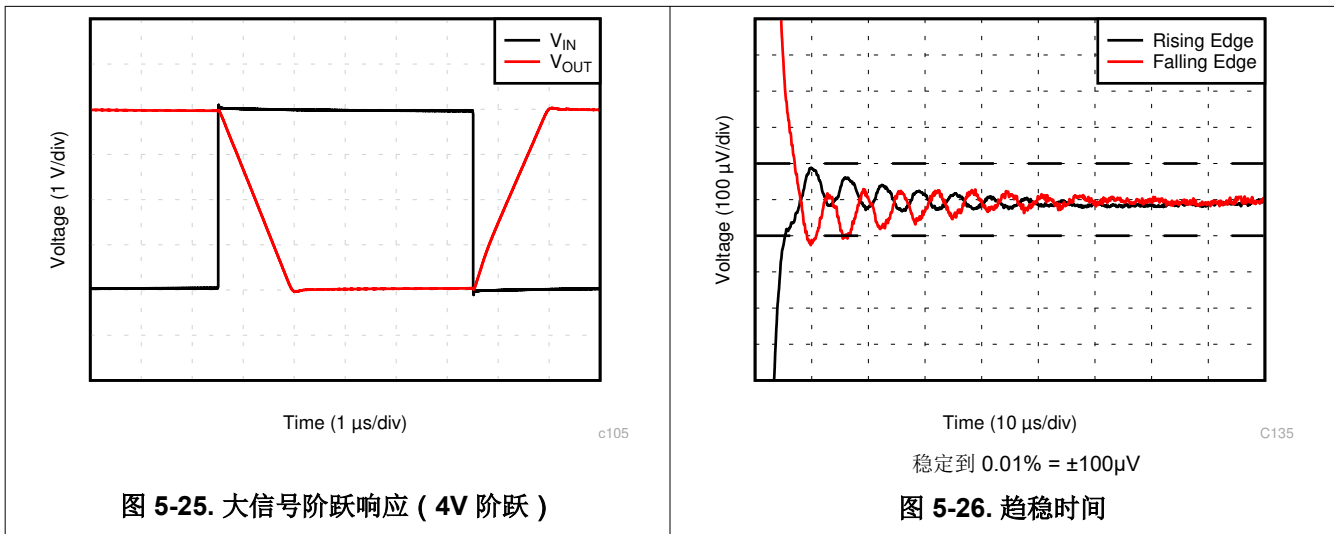 V_IN
V_OUT
Voltage (1 V/div)
Time (1 µs/div)
c105
图 5-25. 大信号阶跃响应（4V 阶跃）
Rising Edge
Falling Edge
Voltage (100 µV/div)
Time (10 µs/div)
C135
稳定到 0.01% = ±100µV
图 5-26. 趋稳时间